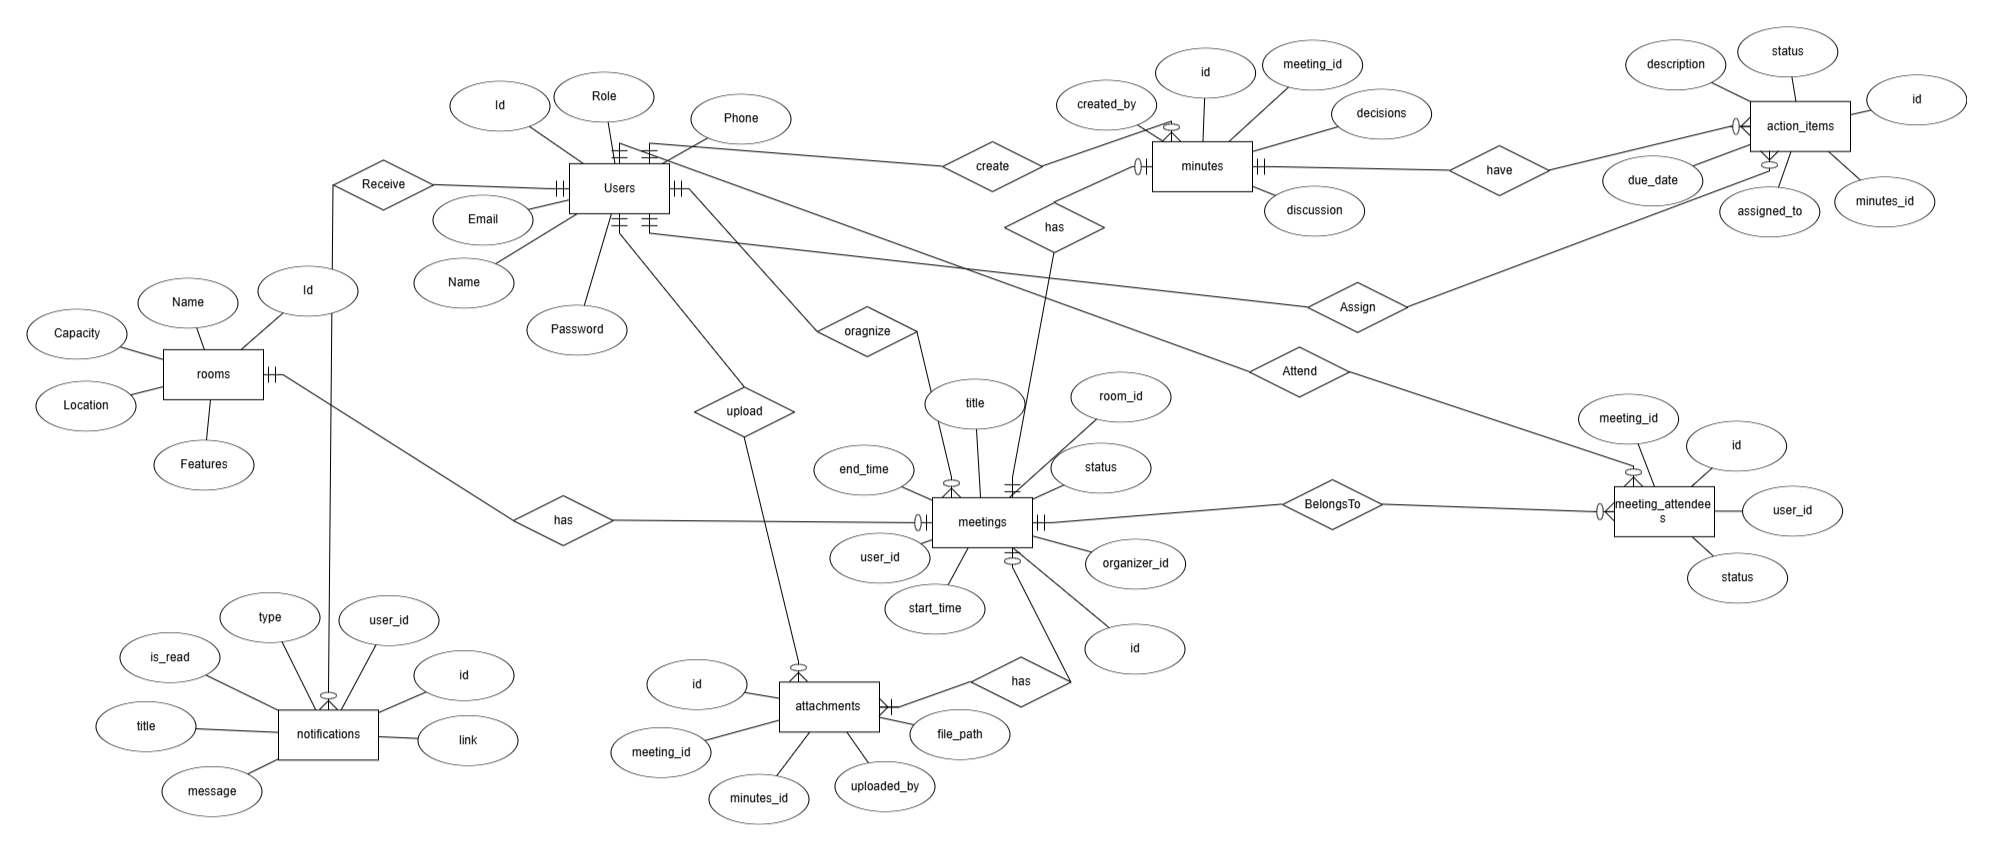 status
description
id
meeting_id
id
action_items
created_by
decisions
minutes
have
due_date
minutes_id
assigned_to
discussion
Role
Id
Phone
create
Receive
Users
Email
has
Name
Id
Name
Password
Assign
Capacity
oragnize
rooms
Attend
Location
upload
title
room_id
meeting_id
id
Features
end_time
status
has
meetings
BelongsTo
meeting_attendee
s
user_id
user_id
organizer_id
status
start_time
id
type
user_id
is_read
id
title
notifications
link
message
id
has
attachments
file_path
meeting_id
minutes_id
uploaded_by